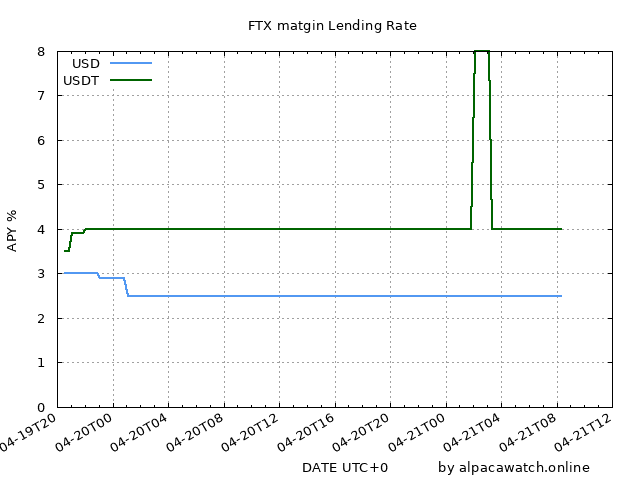 FTX matgin Lending Rate
USD
USDT
8
7
6
5
4
3
2
1
0
APY %
04-19T20
04-20T00
04-20T04
04-20T08
04-20T12
04-20T16
04-20T20
04-21T00
04-21T04
04-21T08
04-21T12
DATE UTC+0
by alpacawatch.online